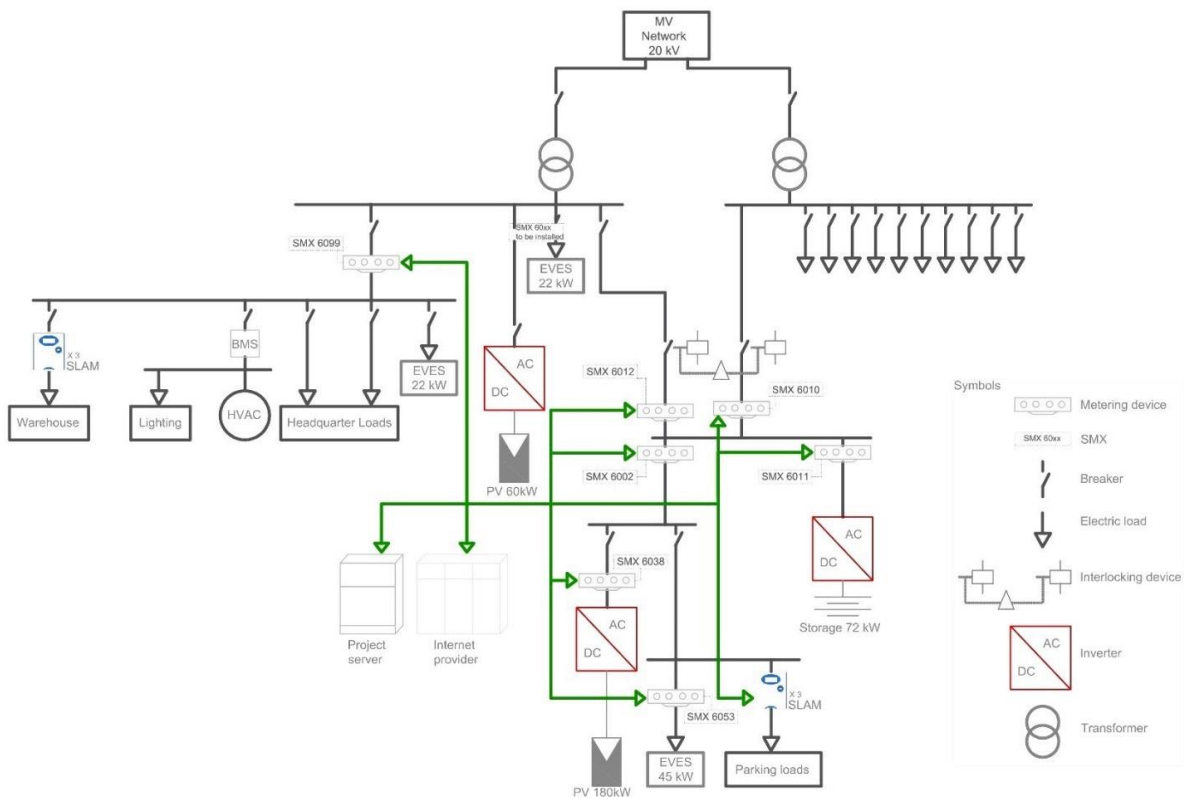 MV
Network
20 kV
SMX 60xx
to be installed
SMX 6099
EVES
22 kW
BMS
X 3
SLAM
EVES
22 kW
AC
DC
SMX 6012
SMX 6010
Warehouse
Lighting
HVAC
Headquarter Loads
PV 60kW
SMX 6002
SMX 6011
AC
DC
Storage 72 kW
SMX 6038
AC
DC
Project
server
Internet
provider
X 3
SLAM
SMX 6053
PV 180kW
EVES
45 kW
Parking loads
Symbols
Metering device
SMX 60xx
SMX
Breaker
Electric load
Interlocking device
AC
DC
Inverter
Transformer